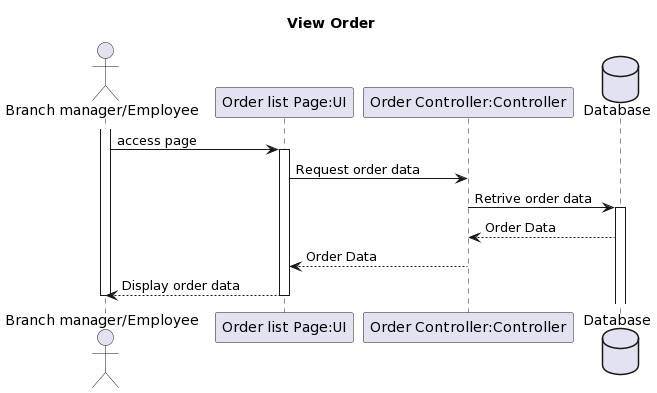 View Order
Branch manager/Employee
Order list Page:UI
Order Controller:Controller
Database
access page
Request order data
Retrive order data
Order Data
Order Data
Display order data
Branch manager/Employee
Order list Page:UI
Order Controller:Controller
Database